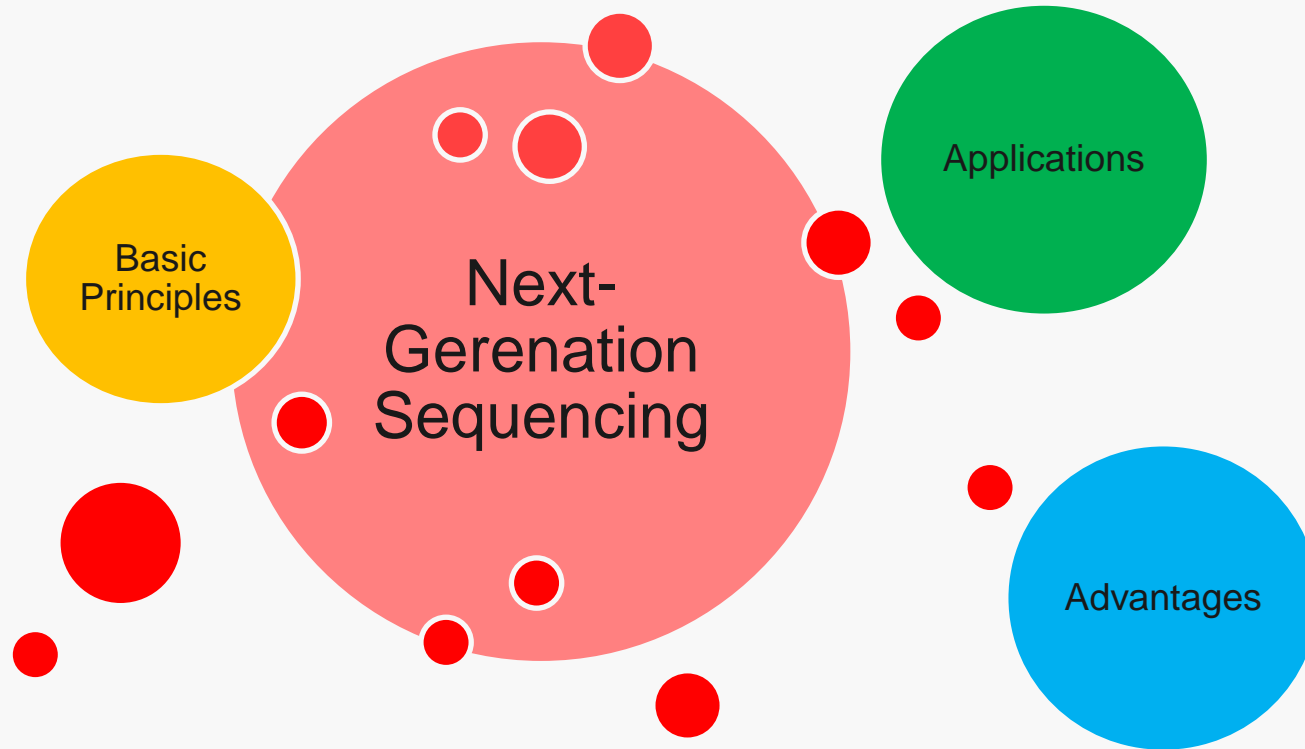 Basic
Principles
Next-
Gerenation
Sequencing
Applications
Advantages